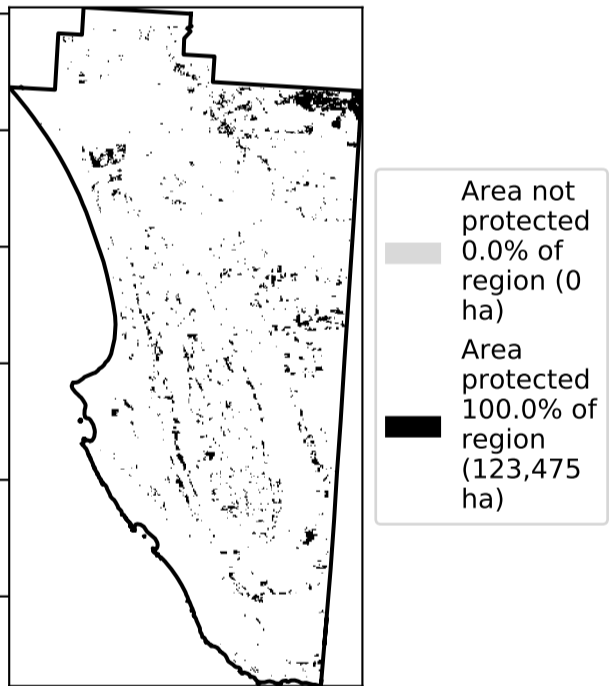 Area not
protected
0.0% of
region (0
ha)
Area
protected
100.0% of
region
(123,475
ha)